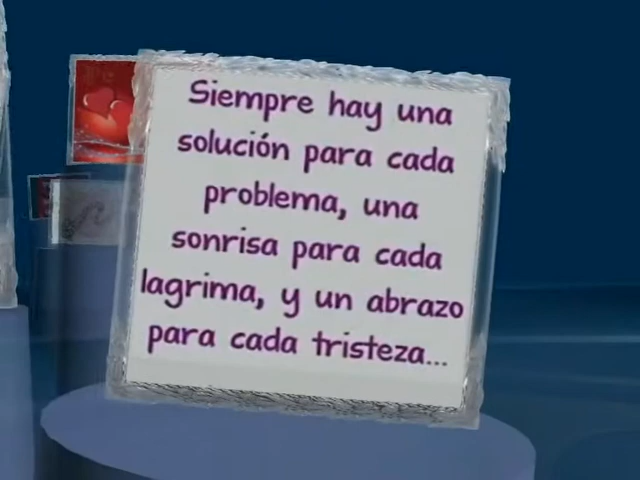 Siempre hay una
solución para cada
problema, una
sonrisa para cada
lagrima, y un abrazo
para cada tristeza...